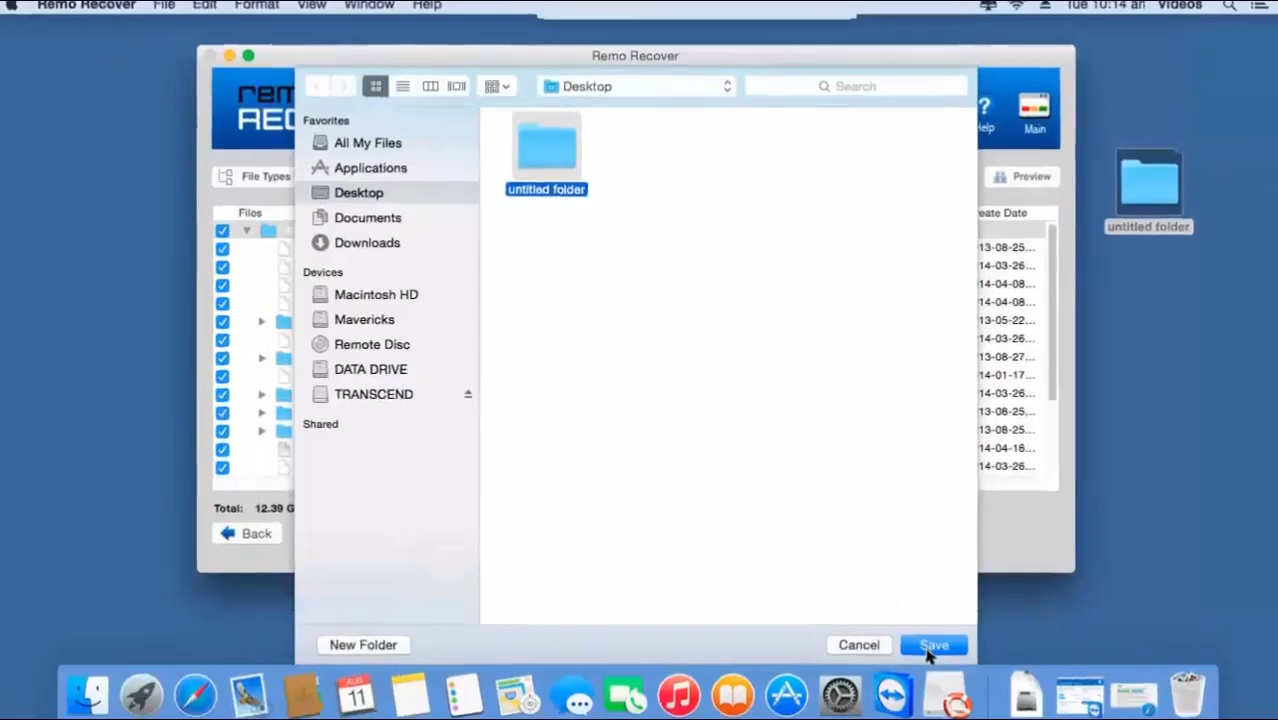 Remo Recover File Edit Format View Window Help Tue 10:14 am Videos
Remo Recover
Desktop
Search
Help
Main
File Types
Preview
Favorites
All My Files
Applications
Desktop
Documents
Downloads
Devices
Macintosh HD
Mavericks
Remote Disc
DATA DRIVE
TRANSCEND
Shared
untitled folder
untitled folder
Files
eate Date
13-08-25...
14-03-26...
14-04-08...
14-04-08...
13-05-22...
14-03-26...
13-08-27...
14-01-17...
14-03-26...
13-08-25...
13-08-25...
14-04-16...
14-03-26...
Total: 12.39 G
Back
New Folder
Cancel
Save
AUG
11